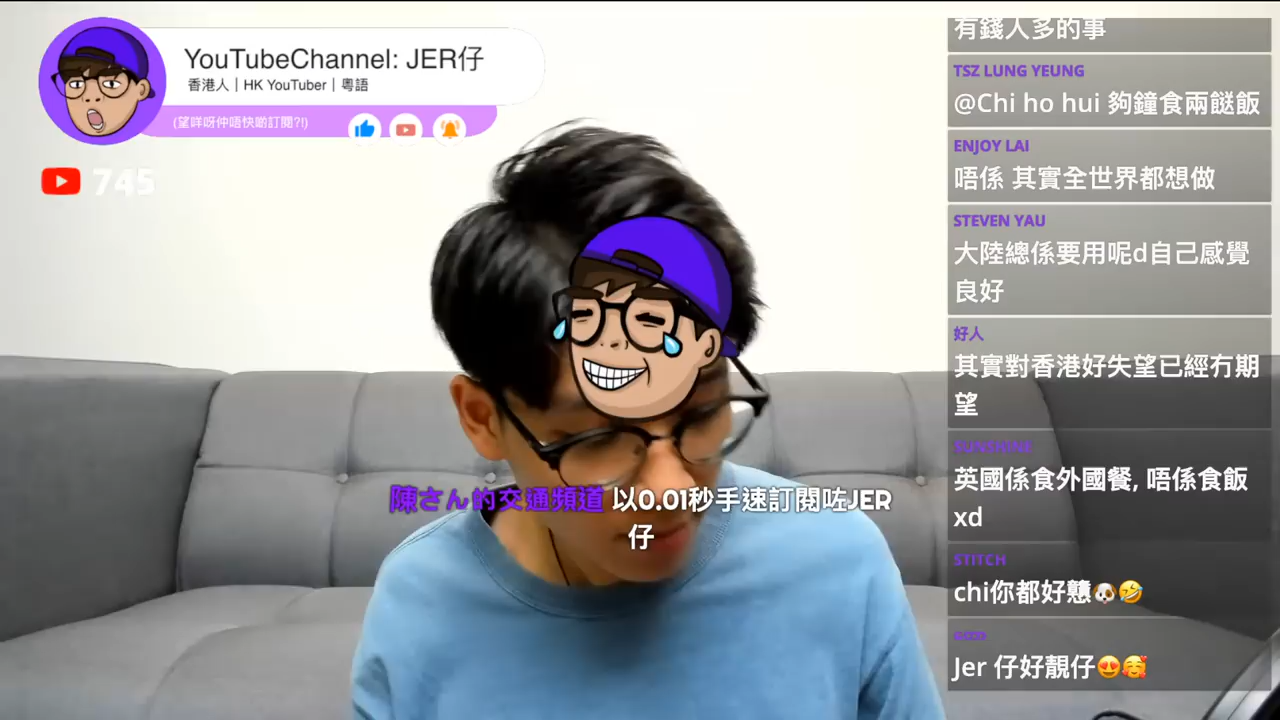 YouTubeChannel: JER仔
香港人｜HK YouTuber｜粵語
(望咩呀仲唔快啲訂閱?!)
745
陳さん的交通頻道 以0.01秒手速訂閱咗JER
仔
有錢人多的事
TSZ LUNG YEUNG
@Chi ho hui 夠鐘食兩餸飯
ENJOY LAI
唔係 其實全世界都想做
STEVEN YAU
大陸總係要用呢d自己感覺
良好
好人
其實對香港好失望已經冇期
望
英國係食外國餐, 唔係食飯
xd
STITCH
chi你都好戇🐶🤣
Jer 仔好靚仔😍🥰